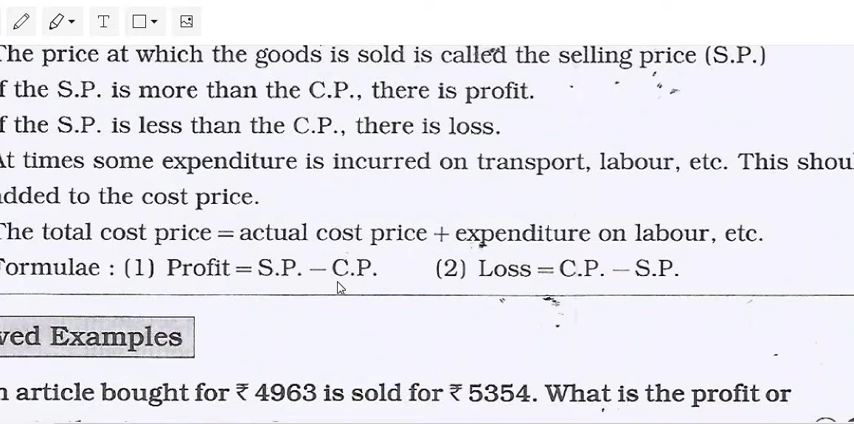 T
The price at which the goods is sold is called the selling price (S.P.)
f the S.P. is more than the C.P., there is profit.
f the S.P. is less than the C.P., there is loss.
At times some expenditure is incurred on transport, labour, etc. This shoul
added to the cost price.
The total cost price = actual cost price + expenditure on labour, etc.
Formulae : (1) Profit = S.P. – C.P. (2) Loss = C.P. – S.P.
ved Examples
n article bought for ₹ 4963 is sold for ₹ 5354. What is the profit or